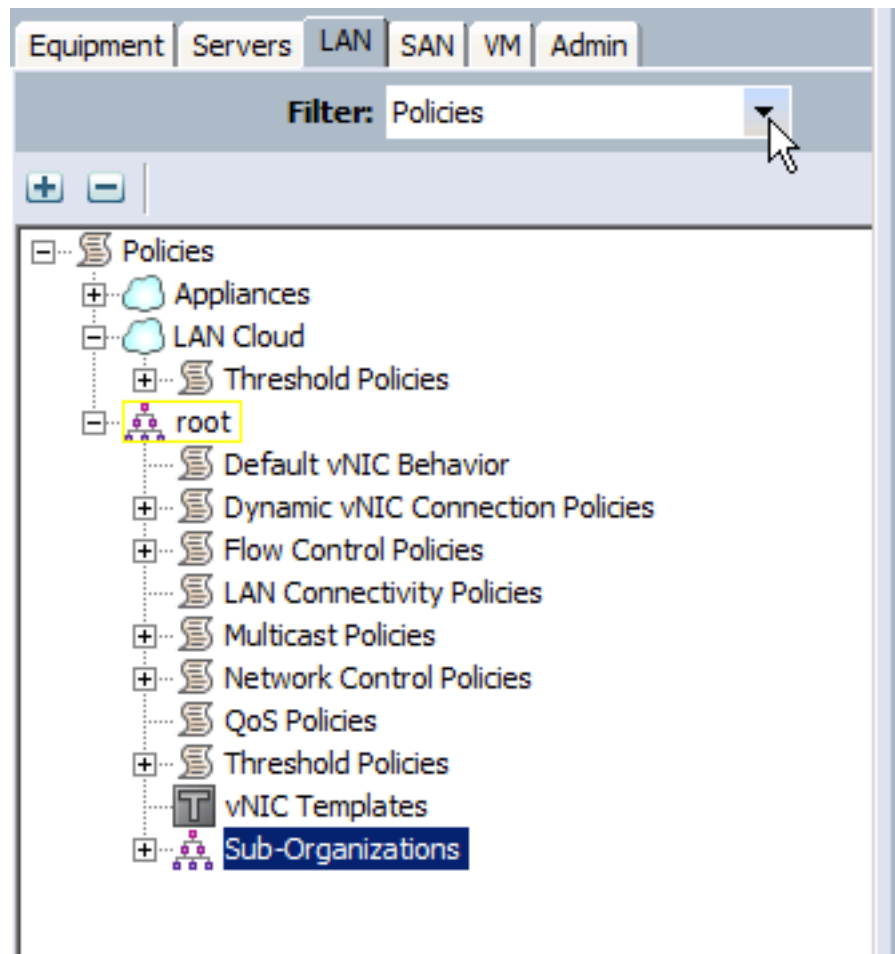 Equipment Servers LAN SAN VM Admin
Filter: Policies
Policies
Appliances
LAN Cloud
Threshold Policies
root
Default vNIC Behavior
Dynamic vNIC Connection Policies
Flow Control Policies
LAN Connectivity Policies
Multicast Policies
Network Control Policies
QoS Policies
Threshold Policies
T vNIC Templates
Sub-Organizations